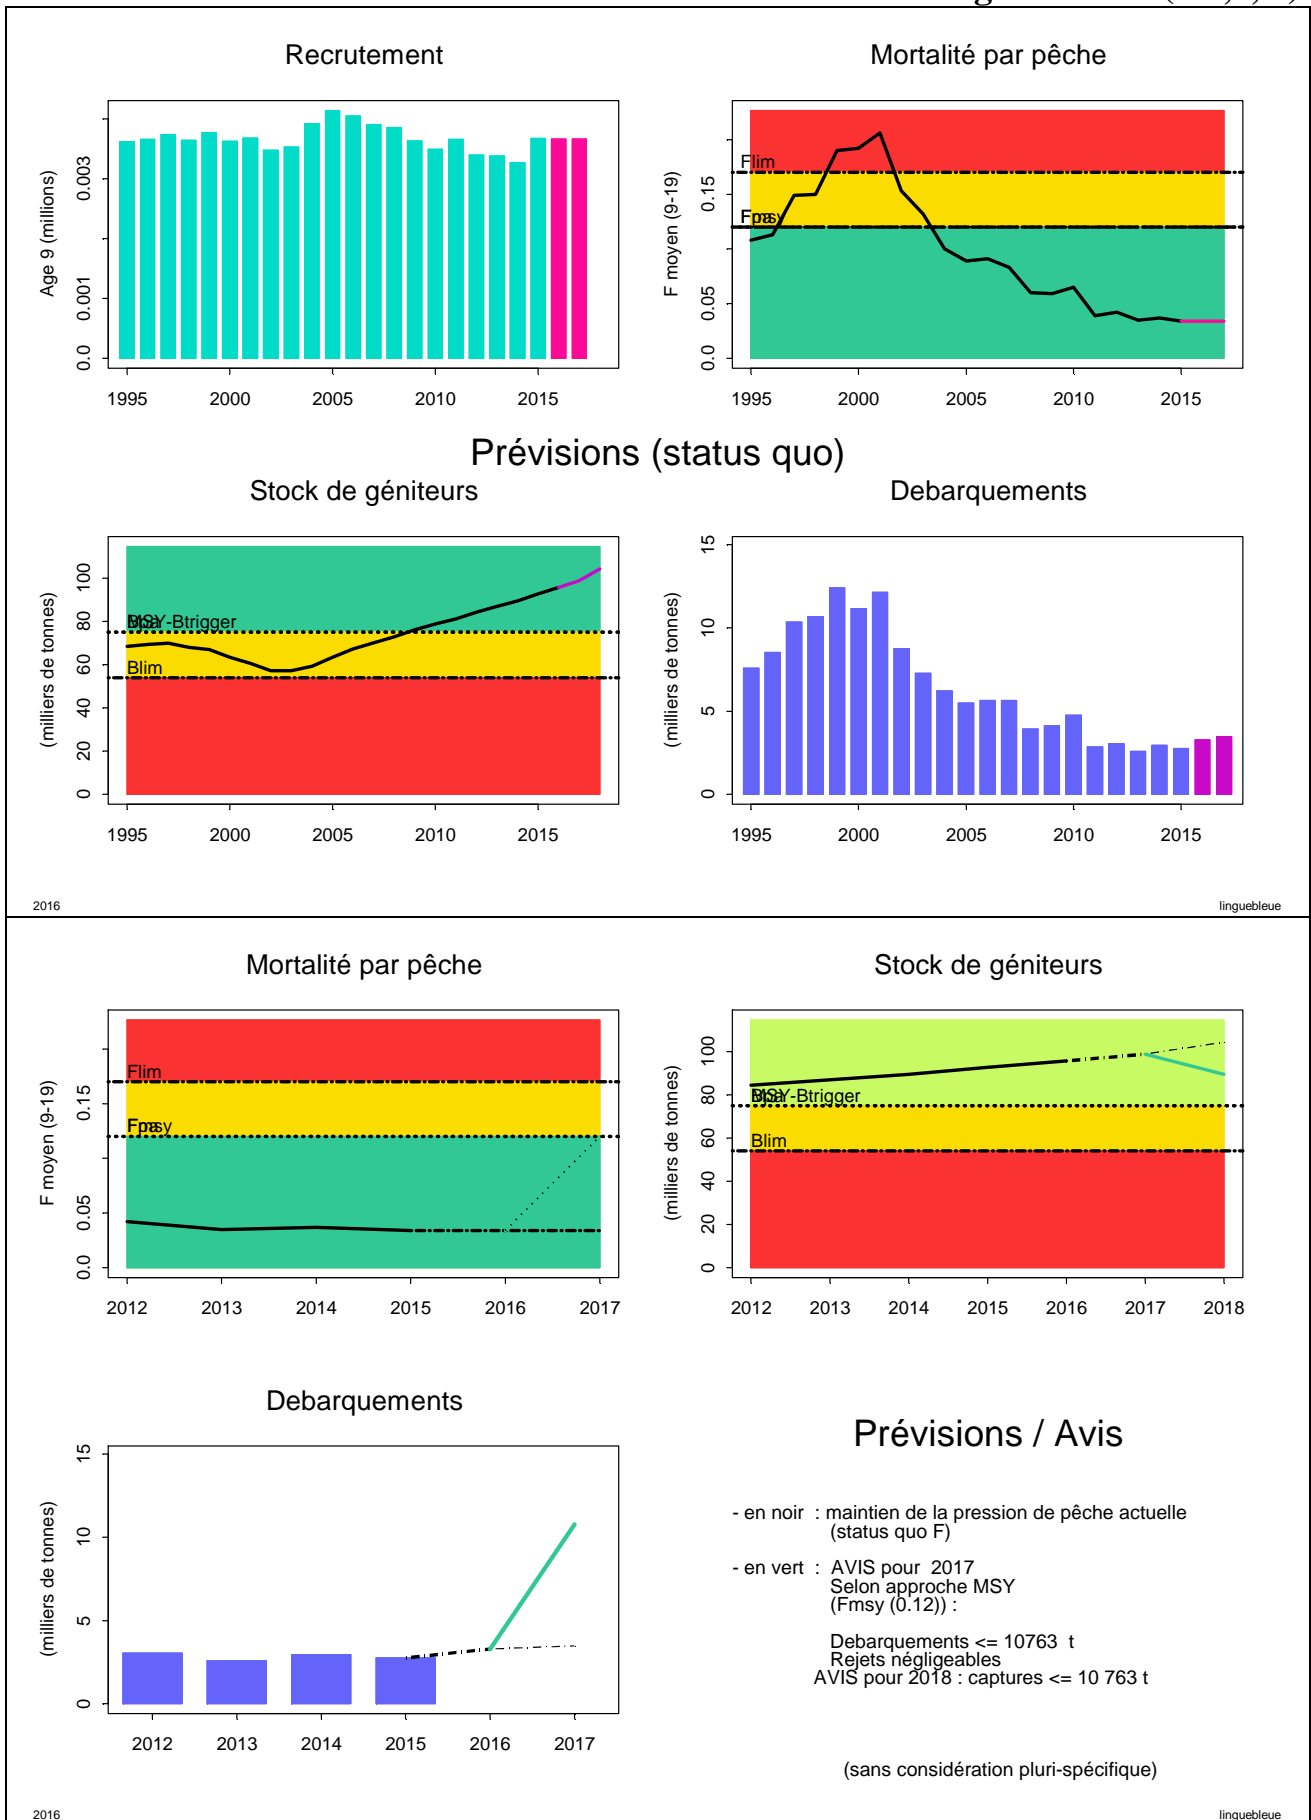 Recrutement
Age 9 (millions)
0.003
0.001
0.0
1995 2000 2005 2010 2015
Mortalité par pêche
F moyen (9-19)
0.15
0.05
0.0
Flim
1995 2000 2005 2010 2015
Prévisions (status quo)
Stock de géniteurs
(milliers de tonnes)
100
80
60
40
20
0
MSY-Btrigger
Blim
1995 2000 2005 2010 2015
Debarquements
(milliers de tonnes)
15
10
5
0
1995 2000 2005 2010 2015
2016
linguebleue
Mortalité par pêche
F moyen (9-19)
0.15
0.05
0.0
Flim
2012 2013 2014 2015 2016 2017
Stock de géniteurs
(milliers de tonnes)
100
80
60
40
20
0
MSY-Btrigger
Blim
2012 2013 2014 2015 2016 2017 2018
Debarquements
(milliers de tonnes)
15
10
5
0
2012 2013 2014 2015 2016 2017
Prévisions / Avis
- en noir : maintien de la pression de pêche actuelle
(status quo F)
- en vert : AVIS pour 2017
Selon approche MSY
(Fmsy (0.12)) :
Debarquements <= 10763 t
Rejets négligeables
AVIS pour 2018 : captures <= 10 763 t
(sans considération pluri-spécifique)
2016
linguebleue